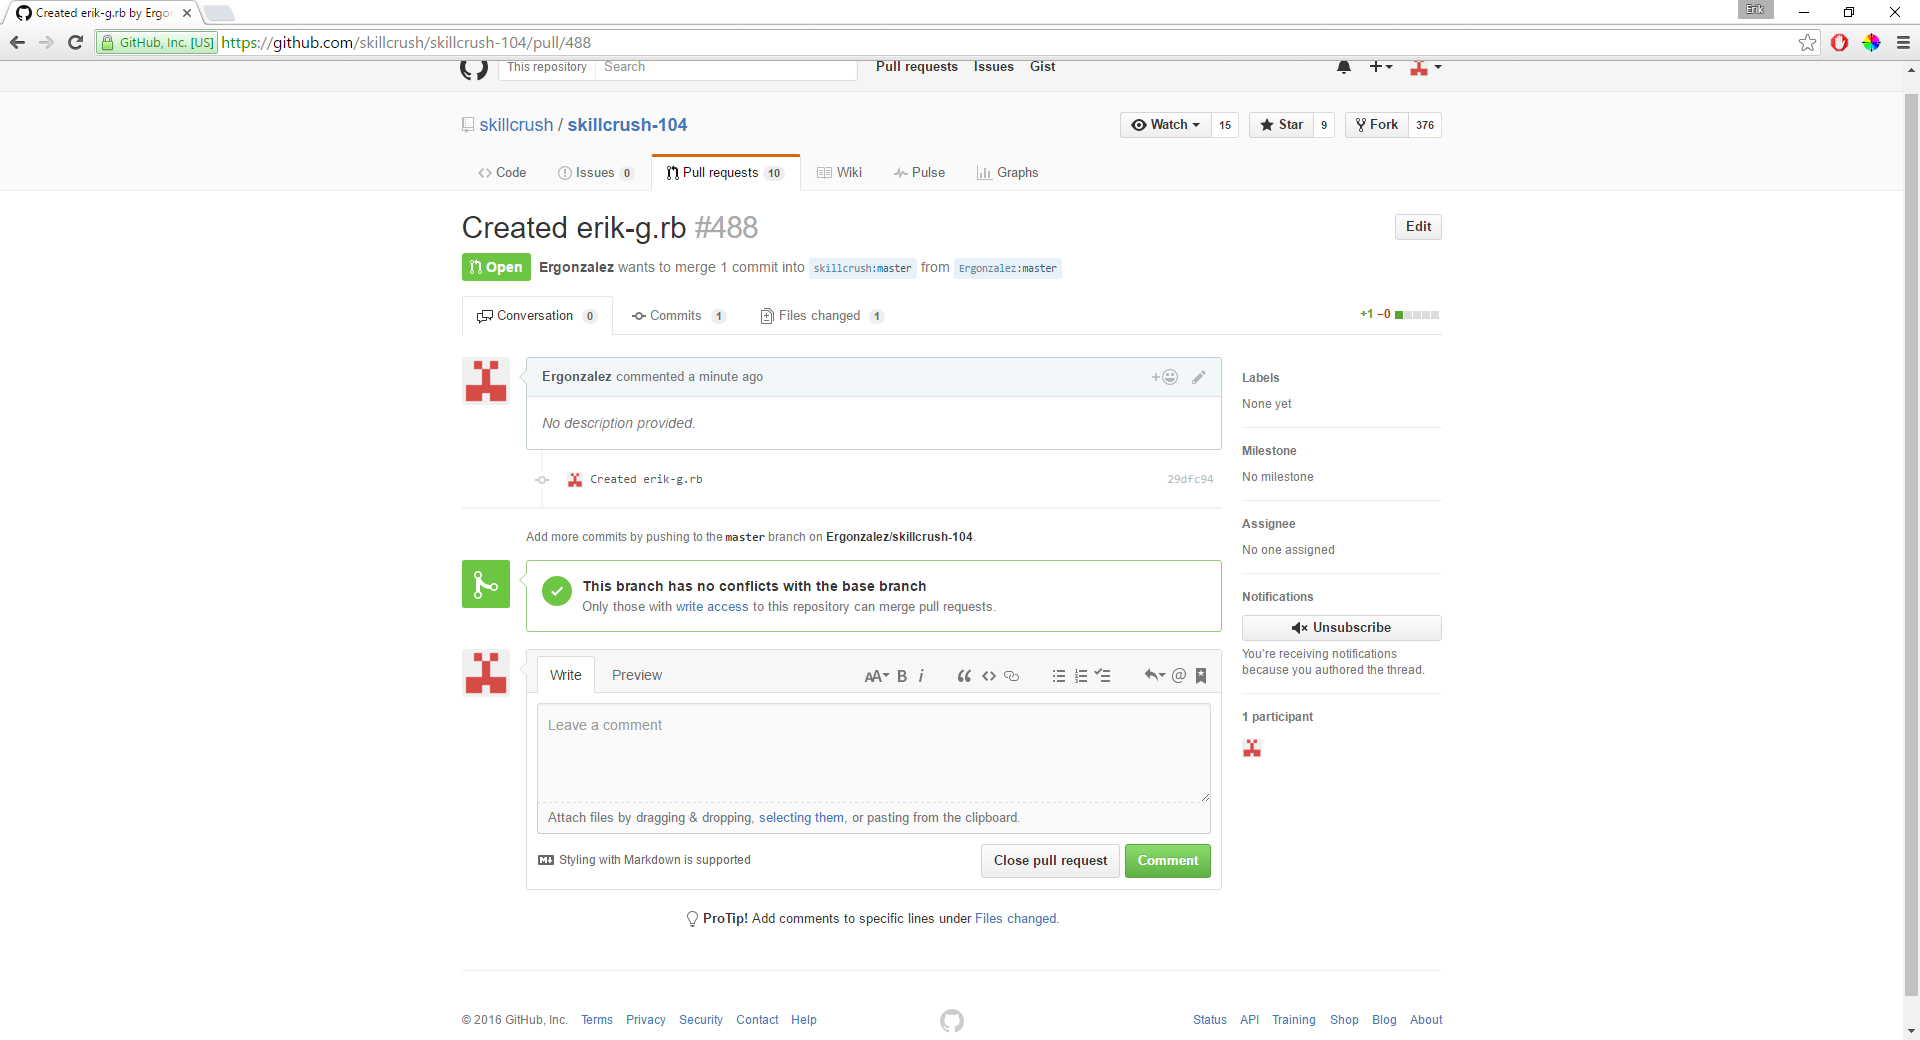 Created erik-g.rb by Ergon
Erik
GitHub, Inc. [US] https://github.com/skillcrush/skillcrush-104/pull/488
This repository Search Pull requests Issues Gist
skillcrush / skillcrush-104 Watch 15 Star 9 Fork 376
Code Issues 0 Pull requests 10 Wiki Pulse Graphs
Created erik-g.rb #488 Edit
Open Ergonzalez wants to merge 1 commit into skillcrush:master from Ergonzalez:master
Conversation 0 Commits 1 Files changed 1 +1 −0
Ergonzalez commented a minute ago
No description provided.
Created erik-g.rb 29dfc94
Add more commits by pushing to the master branch on Ergonzalez/skillcrush-104.
This branch has no conflicts with the base branch
Only those with write access to this repository can merge pull requests.
Write Preview AA B i
Leave a comment
Attach files by dragging & dropping, selecting them, or pasting from the clipboard.
Styling with Markdown is supported Close pull request Comment
ProTip! Add comments to specific lines under Files changed.
Labels
None yet
Milestone
No milestone
Assignee
No one assigned
Notifications
Unsubscribe
You're receiving notifications
because you authored the thread.
1 participant
© 2016 GitHub, Inc. Terms Privacy Security Contact Help Status API Training Shop Blog About